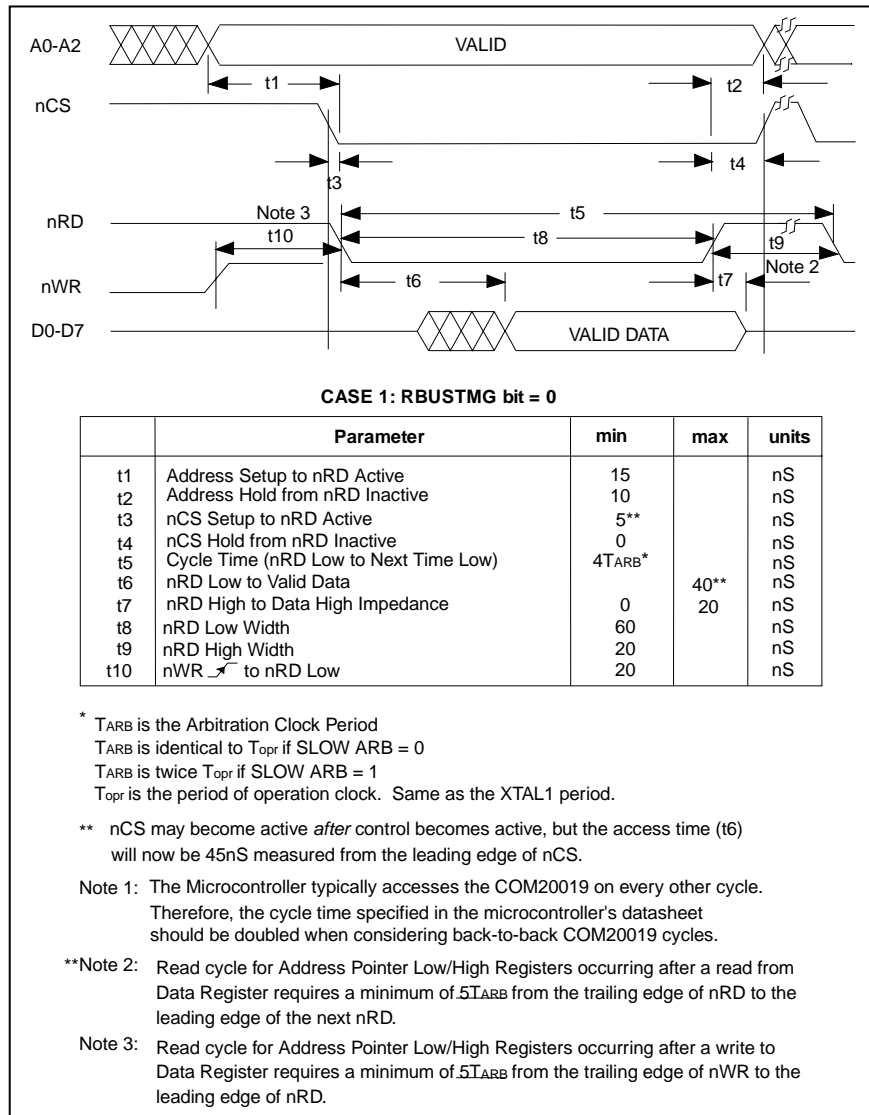 A0-A2
VALID
t1
t2
nCS
t3
t4
nRD
Note 3
t5
t10
t8
t9
nWR
t6
t7
Note 2
D0-D7
VALID DATA
CASE 1: RBUSTMG bit = 0
Parameter min max units
t1 Address Setup to nRD Active 15 nS
t2 Address Hold from nRD Inactive 10 nS
t3 nCS Setup to nRD Active 5** nS
t4 nCS Hold from nRD Inactive 0 nS
t5 Cycle Time (nRD Low to Next Time Low) 4TARB* nS
t6 nRD Low to Valid Data 40** nS
t7 nRD High to Data High Impedance 0 20 nS
t8 nRD Low Width 60 nS
t9 nRD High Width 20 nS
t10 nWR to nRD Low 20 nS
* TARB is the Arbitration Clock Period
TARB is identical to Topr if SLOW ARB = 0
TARB is twice Topr if SLOW ARB = 1
Topr is the period of operation clock. Same as the XTAL1 period.
** nCS may become active after control becomes active, but the access time (t6)
will now be 45nS measured from the leading edge of nCS.
Note 1: The Microcontroller typically accesses the COM20019 on every other cycle.
Therefore, the cycle time specified in the microcontroller's datasheet
should be doubled when considering back-to-back COM20019 cycles.
**Note 2: Read cycle for Address Pointer Low/High Registers occurring after a read from
Data Register requires a minimum of 5TARB from the trailing edge of nRD to the
leading edge of the next nRD.
Note 3: Read cycle for Address Pointer Low/High Registers occurring after a write to
Data Register requires a minimum of 5TARB from the trailing edge of nWR to the
leading edge of nRD.